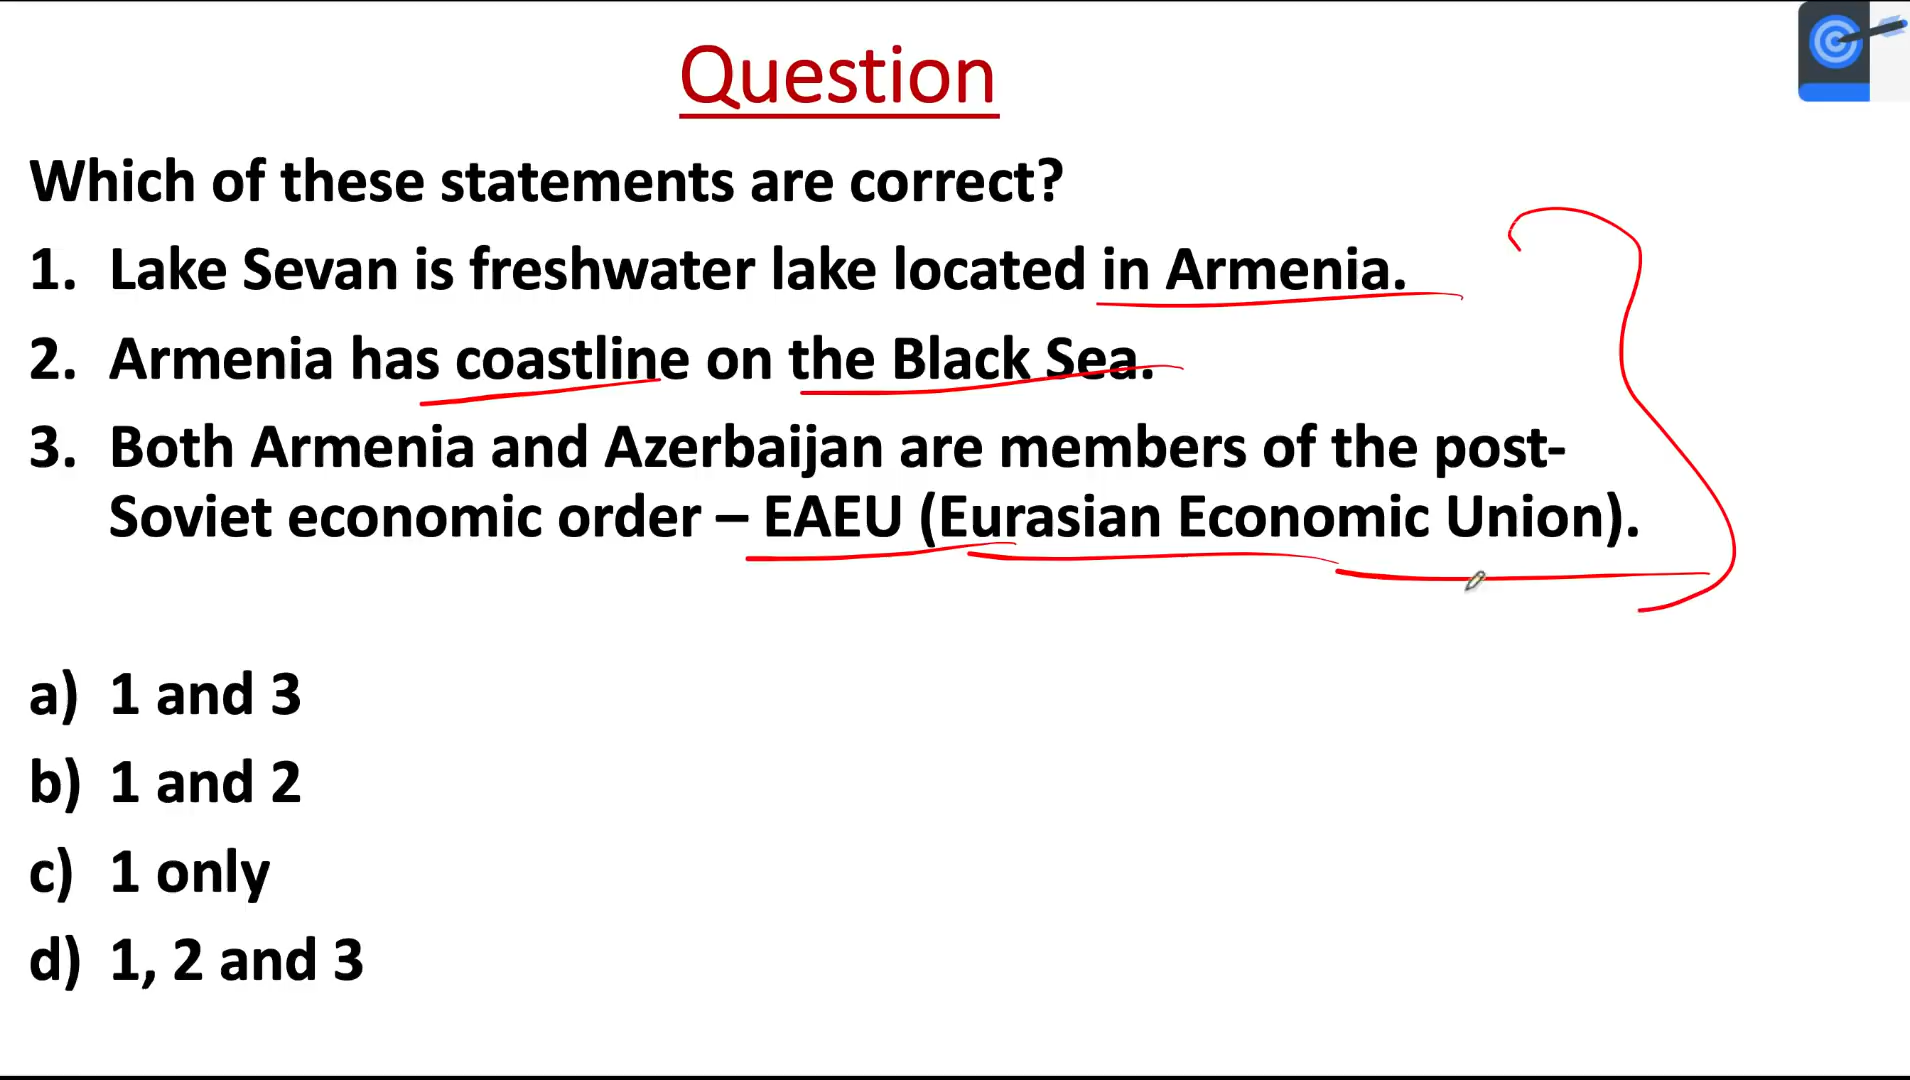 Question
Which of these statements are correct?
1. Lake Sevan is freshwater lake located in Armenia.
2. Armenia has coastline on the Black Sea.
3. Both Armenia and Azerbaijan are members of the post-
Soviet economic order – EAEU (Eurasian Economic Union).
a) 1 and 3
b) 1 and 2
c) 1 only
d) 1, 2 and 3